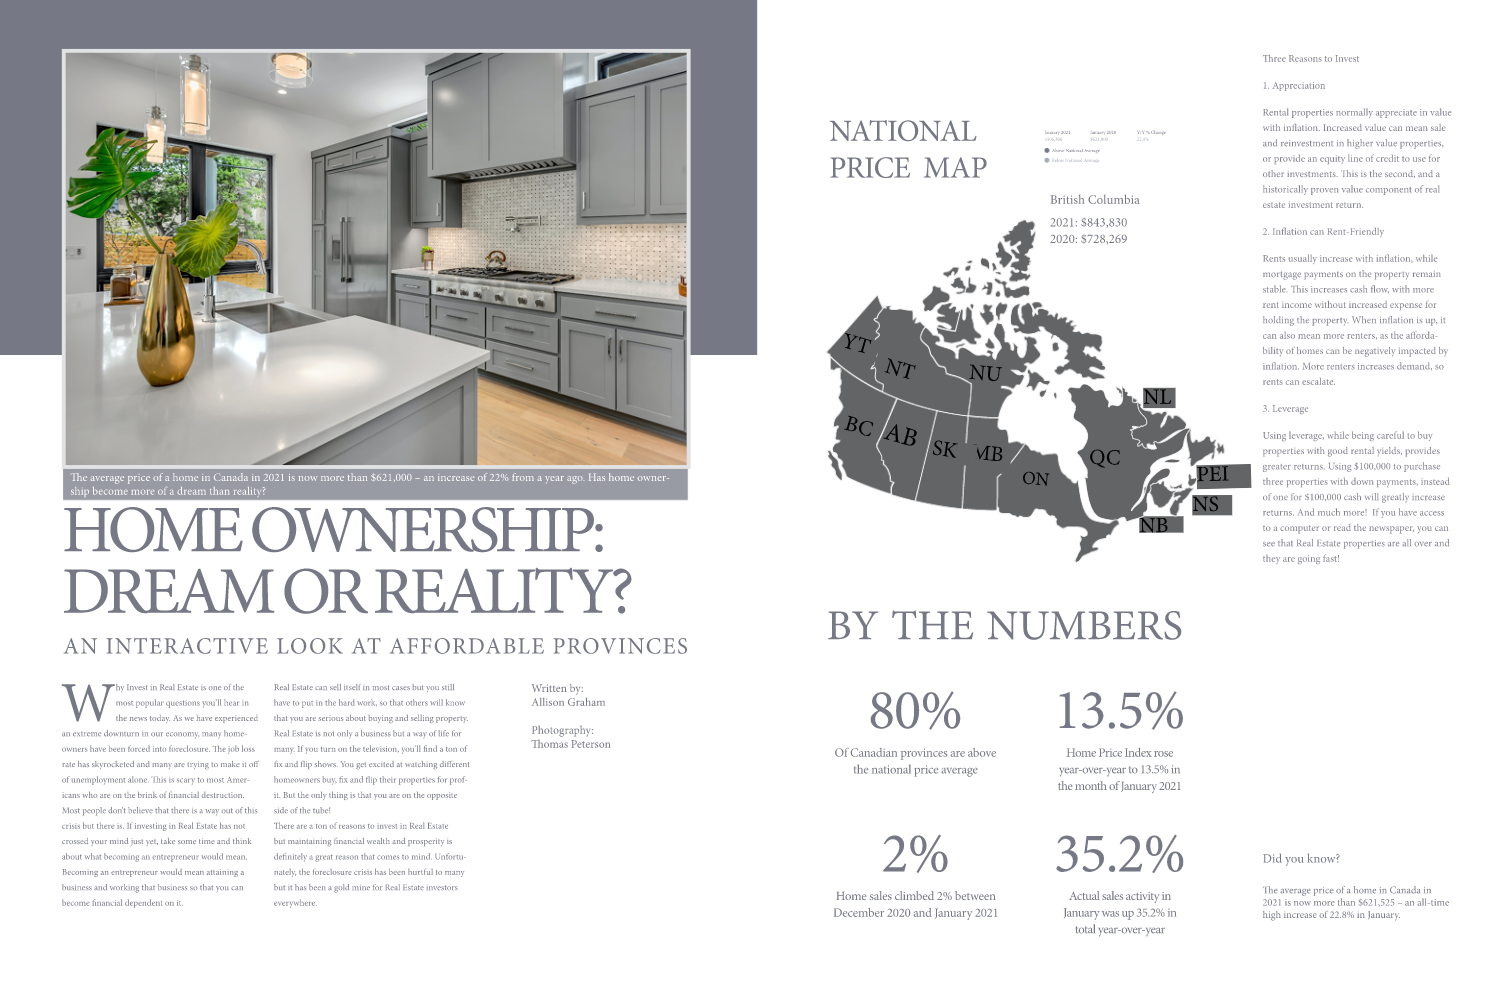 The average price of a home in Canada in 2021 is now more than $621,000 – an increase of 22% from a year ago. Has home owner-
ship become more of a dream than reality?
HOME OWNERSHIP:
DREAM OR REALITY?
AN INTERACTIVE LOOK AT AFFORDABLE PROVINCES
Why Invest in Real Estate is one of the
most popular questions you'll hear in
the news today. As we have experienced
an extreme downturn in our economy, many home-
owners have been forced into foreclosure. The job loss
rate has skyrocketed and many are trying to make it off
of unemployment alone. This is scary to most Amer-
icans who are on the brink of financial destruction.
Most people don't believe that there is a way out of this
crisis but there is. If investing in Real Estate has not
crossed your mind just yet, take some time and think
about what becoming an entrepreneur would mean.
Becoming an entrepreneur would mean attaining a
business and working that business so that you can
become financial dependent on it.
Real Estate can sell itself in most cases but you still
have to put in the hard work, so that others will know
that you are serious about buying and selling property.
Real Estate is not only a business but a way of life for
many. If you turn on the television, you'll find a ton of
fix and flip shows. You get excited at watching different
homeowners buy, fix and flip their properties for prof-
it. But the only thing is that you are on the opposite
side of the tube!
There are a ton of reasons to invest in Real Estate
but maintaining financial wealth and prosperity is
definitely a great reason that comes to mind. Unfortu-
nately, the foreclosure crisis has been hurtful to many
but it has been a gold mine for Real Estate investors
everywhere.
Written by:
Allison Graham
Photography:
Thomas Peterson
NATIONAL
PRICE MAP
January 2021 January 2020 Y/Y % Change
$621,000 22.8%
Above National Average
Below National Average
British Columbia
2021: $843,830
2020: $728,269
YT
NT
NU
BC
AB
SK
MB
ON
QC
NL
PEI
NS
NB
BY THE NUMBERS
80%
Of Canadian provinces are above
the national price average
13.5%
Home Price Index rose
year-over-year to 13.5% in
the month of January 2021
2%
Home sales climbed 2% between
December 2020 and January 2021
35.2%
Actual sales activity in
January was up 35.2% in
total year-over-year
Three Reasons to Invest
1. Appreciation
Rental properties normally appreciate in value
with inflation. Increased value can mean sale
and reinvestment in higher value properties,
or provide an equity line of credit to use for
other investments. This is the second, and a
historically proven value component of real
estate investment return.
2. Inflation can Rent-Friendly
Rents usually increase with inflation, while
mortgage payments on the property remain
stable. This increases cash flow, with more
rent income without increased expense for
holding the property. When inflation is up, it
can also mean more renters, as the afforda-
bility of homes can be negatively impacted by
inflation. More renters increases demand, so
rents can escalate.
3. Leverage
Using leverage, while being careful to buy
properties with good rental yields, provides
greater returns. Using $100,000 to purchase
three properties with down payments, instead
of one for $100,000 cash will greatly increase
returns. And much more! If you have access
to a computer or read the newspaper, you can
see that Real Estate properties are all over and
they are going fast!
Did you know?
The average price of a home in Canada in
2021 is now more than $621,525 – an all-time
high increase of 22.8% in January.